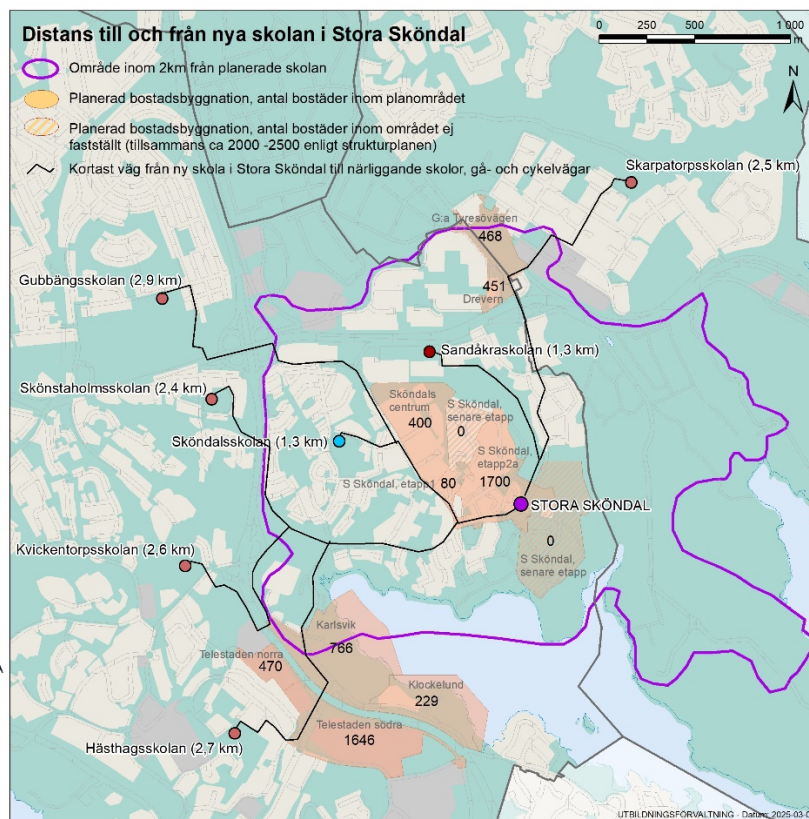 Distans till och från nya skolan i Stora Sköndal
0 250 500 1 000
m
N
Område inom 2km från planerade skolan
Planerad bostadsbyggnation, antal bostäder inom planområdet
Planerad bostadsbyggnation, antal bostäder inom området ej
fastställt (tillsammans ca 2000 -2500 enligt strukturplanen)
Kortast väg från ny skola i Stora Sköndal till närliggande skolor, gå- och cykelvägar
Skarpatorpsskolan (2,5 km)
G:a Tyresövägen
468
451
Drevern
Gubbängsskolan (2,9 km)
Sandåkraskolan (1,3 km)
Skönstaholmsskolan (2,4 km)
Sköndals
centrum
400
S Sköndal,
senare etapp
0
Sköndalsskolan (1,3 km)
S Sköndal,
etapp2a
1700
S Sköndal, etapp1
80
STORA SKÖNDAL
0
S Sköndal,
senare etapp
Kvickentorpsskolan (2,6 km)
Karlsvik
766
Telestaden norra
470
Klockelund
229
Telestaden södra
1646
Hästhagsskolan (2,7 km)
UTBILDNINGSFÖRVALTNING - Datum: 2025-03-0